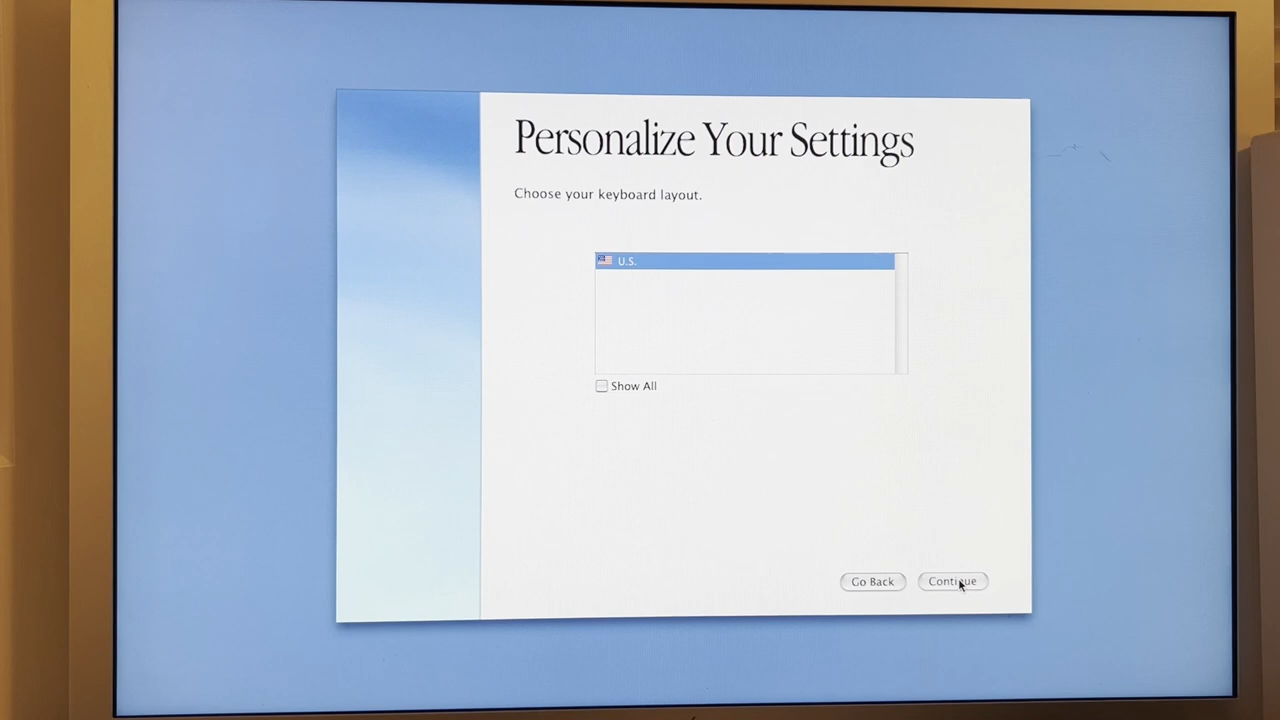 Personalize Your Settings
Choose your keyboard layout.
U.S.
Show All
Go Back
Continue